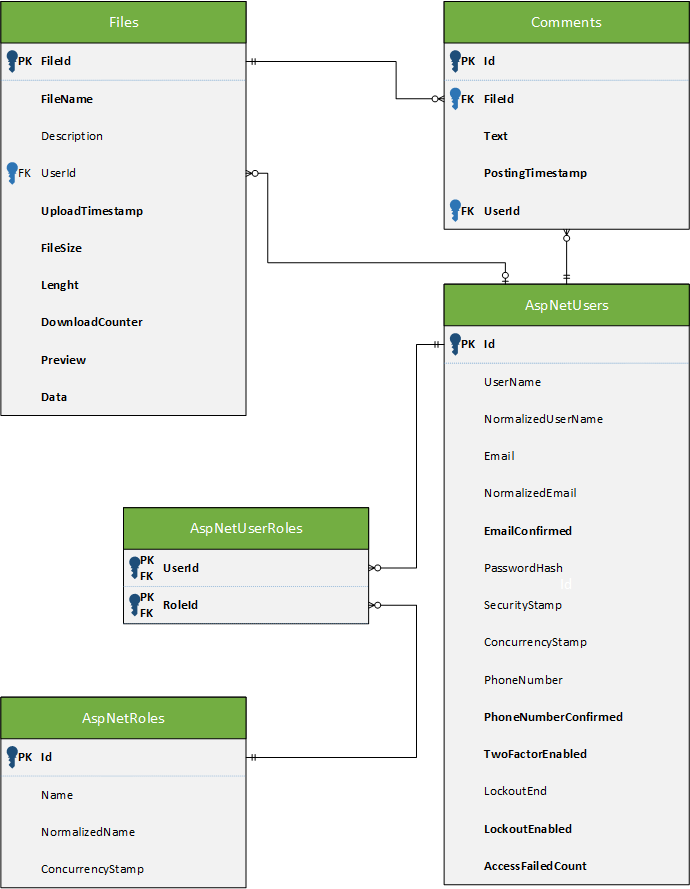 Files
PK FileId
FileName
Description
FK UserId
UploadTimestamp
FileSize
Lenght
DownloadCounter
Preview
Data
Comments
PK Id
FK FileId
Text
PostingTimestamp
FK UserId
AspNetUsers
PK Id
UserName
NormalizedUserName
Email
NormalizedEmail
EmailConfirmed
PasswordHash
Id
SecurityStamp
ConcurrencyStamp
PhoneNumber
PhoneNumberConfirmed
TwoFactorEnabled
LockoutEnd
LockoutEnabled
AccessFailedCount
AspNetUserRoles
PK
FK UserId
PK
FK RoleId
AspNetRoles
PK Id
Name
NormalizedName
ConcurrencyStamp